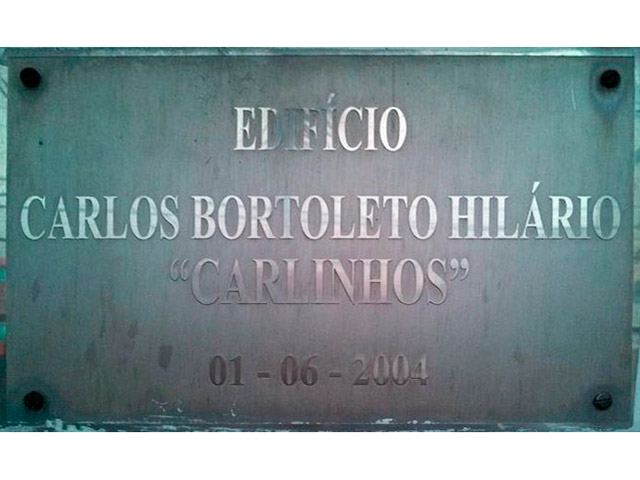 EDIFÍCIO
CARLOS BORTOLETO HILÁRIO
“CARLINHOS”
01 - 06 - 2004